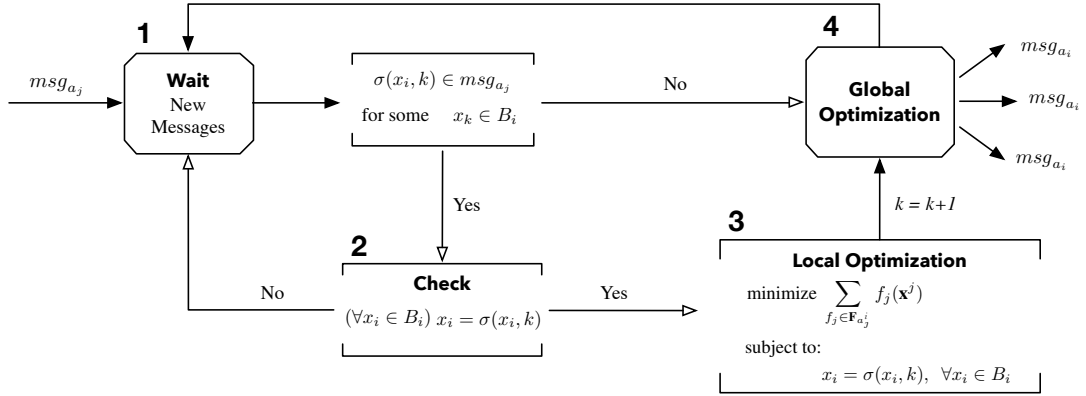 1
4
msg_{a_j}
Wait
New
Messages
σ(x_i, k) ∈ msg_{a_j}
for some x_k ∈ B_i
No
Global
Optimization
msg_{a_i}
msg_{a_i}
msg_{a_i}
Yes
k = k+1
2
3
Check
(∀x_i ∈ B_i) x_i = σ(x_i, k)
No
Yes
Local Optimization
minimize ∑_{f_j∈𝐅_{a_j^i}} f_j(𝐱^j)
subject to:
x_i = σ(x_i, k), ∀x_i ∈ B_i